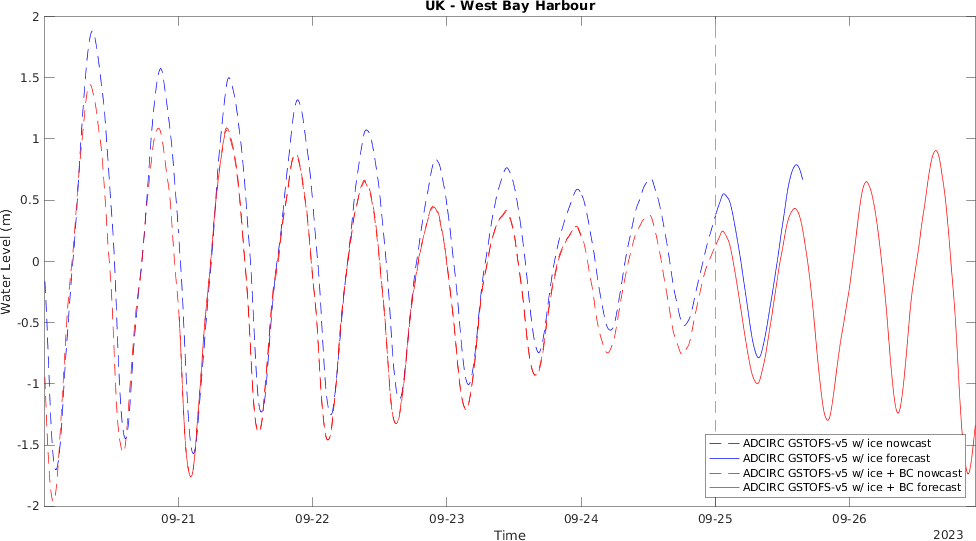 UK - West Bay Harbour
2
1.5
1
0.5
0
-0.5
-1
-1.5
-2
Water Level (m)
ADCIRC GSTOFS-v5 w/ ice nowcast
ADCIRC GSTOFS-v5 w/ ice forecast
ADCIRC GSTOFS-v5 w/ ice + BC nowcast
ADCIRC GSTOFS-v5 w/ ice + BC forecast
09-21 09-22 09-23 09-24 09-25 09-26
Time
2023